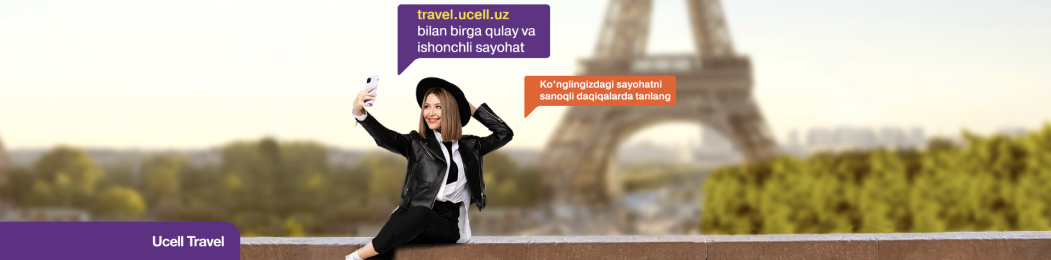 travel.ucell.uz
bilan birga qulay va
ishonchli sayohat
Ko'nglingizdagi sayohatni
sanoqli daqiqalarda tanlang
Ucell Travel